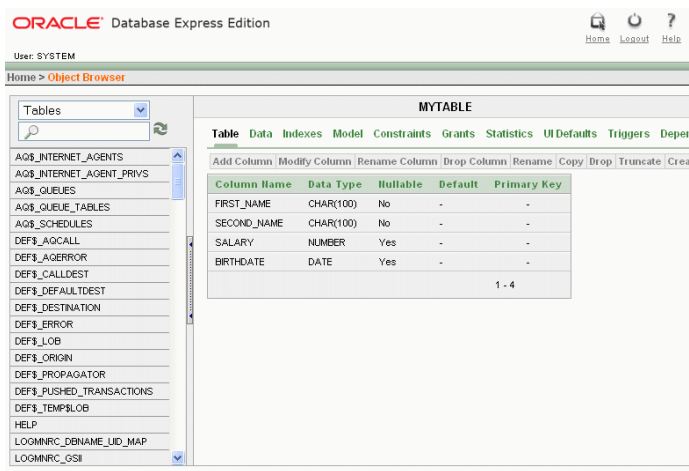 ORACLE® Database Express Edition
Home Logout Help
User: SYSTEM
Home > Object Browser
Tables
MYTABLE
Table Data Indexes Model Constraints Grants Statistics UI Defaults Triggers Depen
Add Column Modify Column Rename Column Drop Column Rename Copy Drop Truncate Crea
Column Name Data Type Nullable Default Primary Key
FIRST_NAME CHAR(100) No - -
SECOND_NAME CHAR(100) No - -
SALARY NUMBER Yes - -
BIRTHDATE DATE Yes - -
1 - 4
AQ$_INTERNET_AGENTS
AQ$_INTERNET_AGENT_PRIVS
AQ$_QUEUES
AQ$_QUEUE_TABLES
AQ$_SCHEDULES
DEF$_AQCALL
DEF$_AQERROR
DEF$_CALLDEST
DEF$_DEFAULTDEST
DEF$_DESTINATION
DEF$_ERROR
DEF$_LOB
DEF$_ORIGIN
DEF$_PROPAGATOR
DEF$_PUSHED_TRANSACTIONS
DEF$_TEMP$LOB
HELP
LOGMNRC_DBNAME_UID_MAP
LOGMNRC_GSII